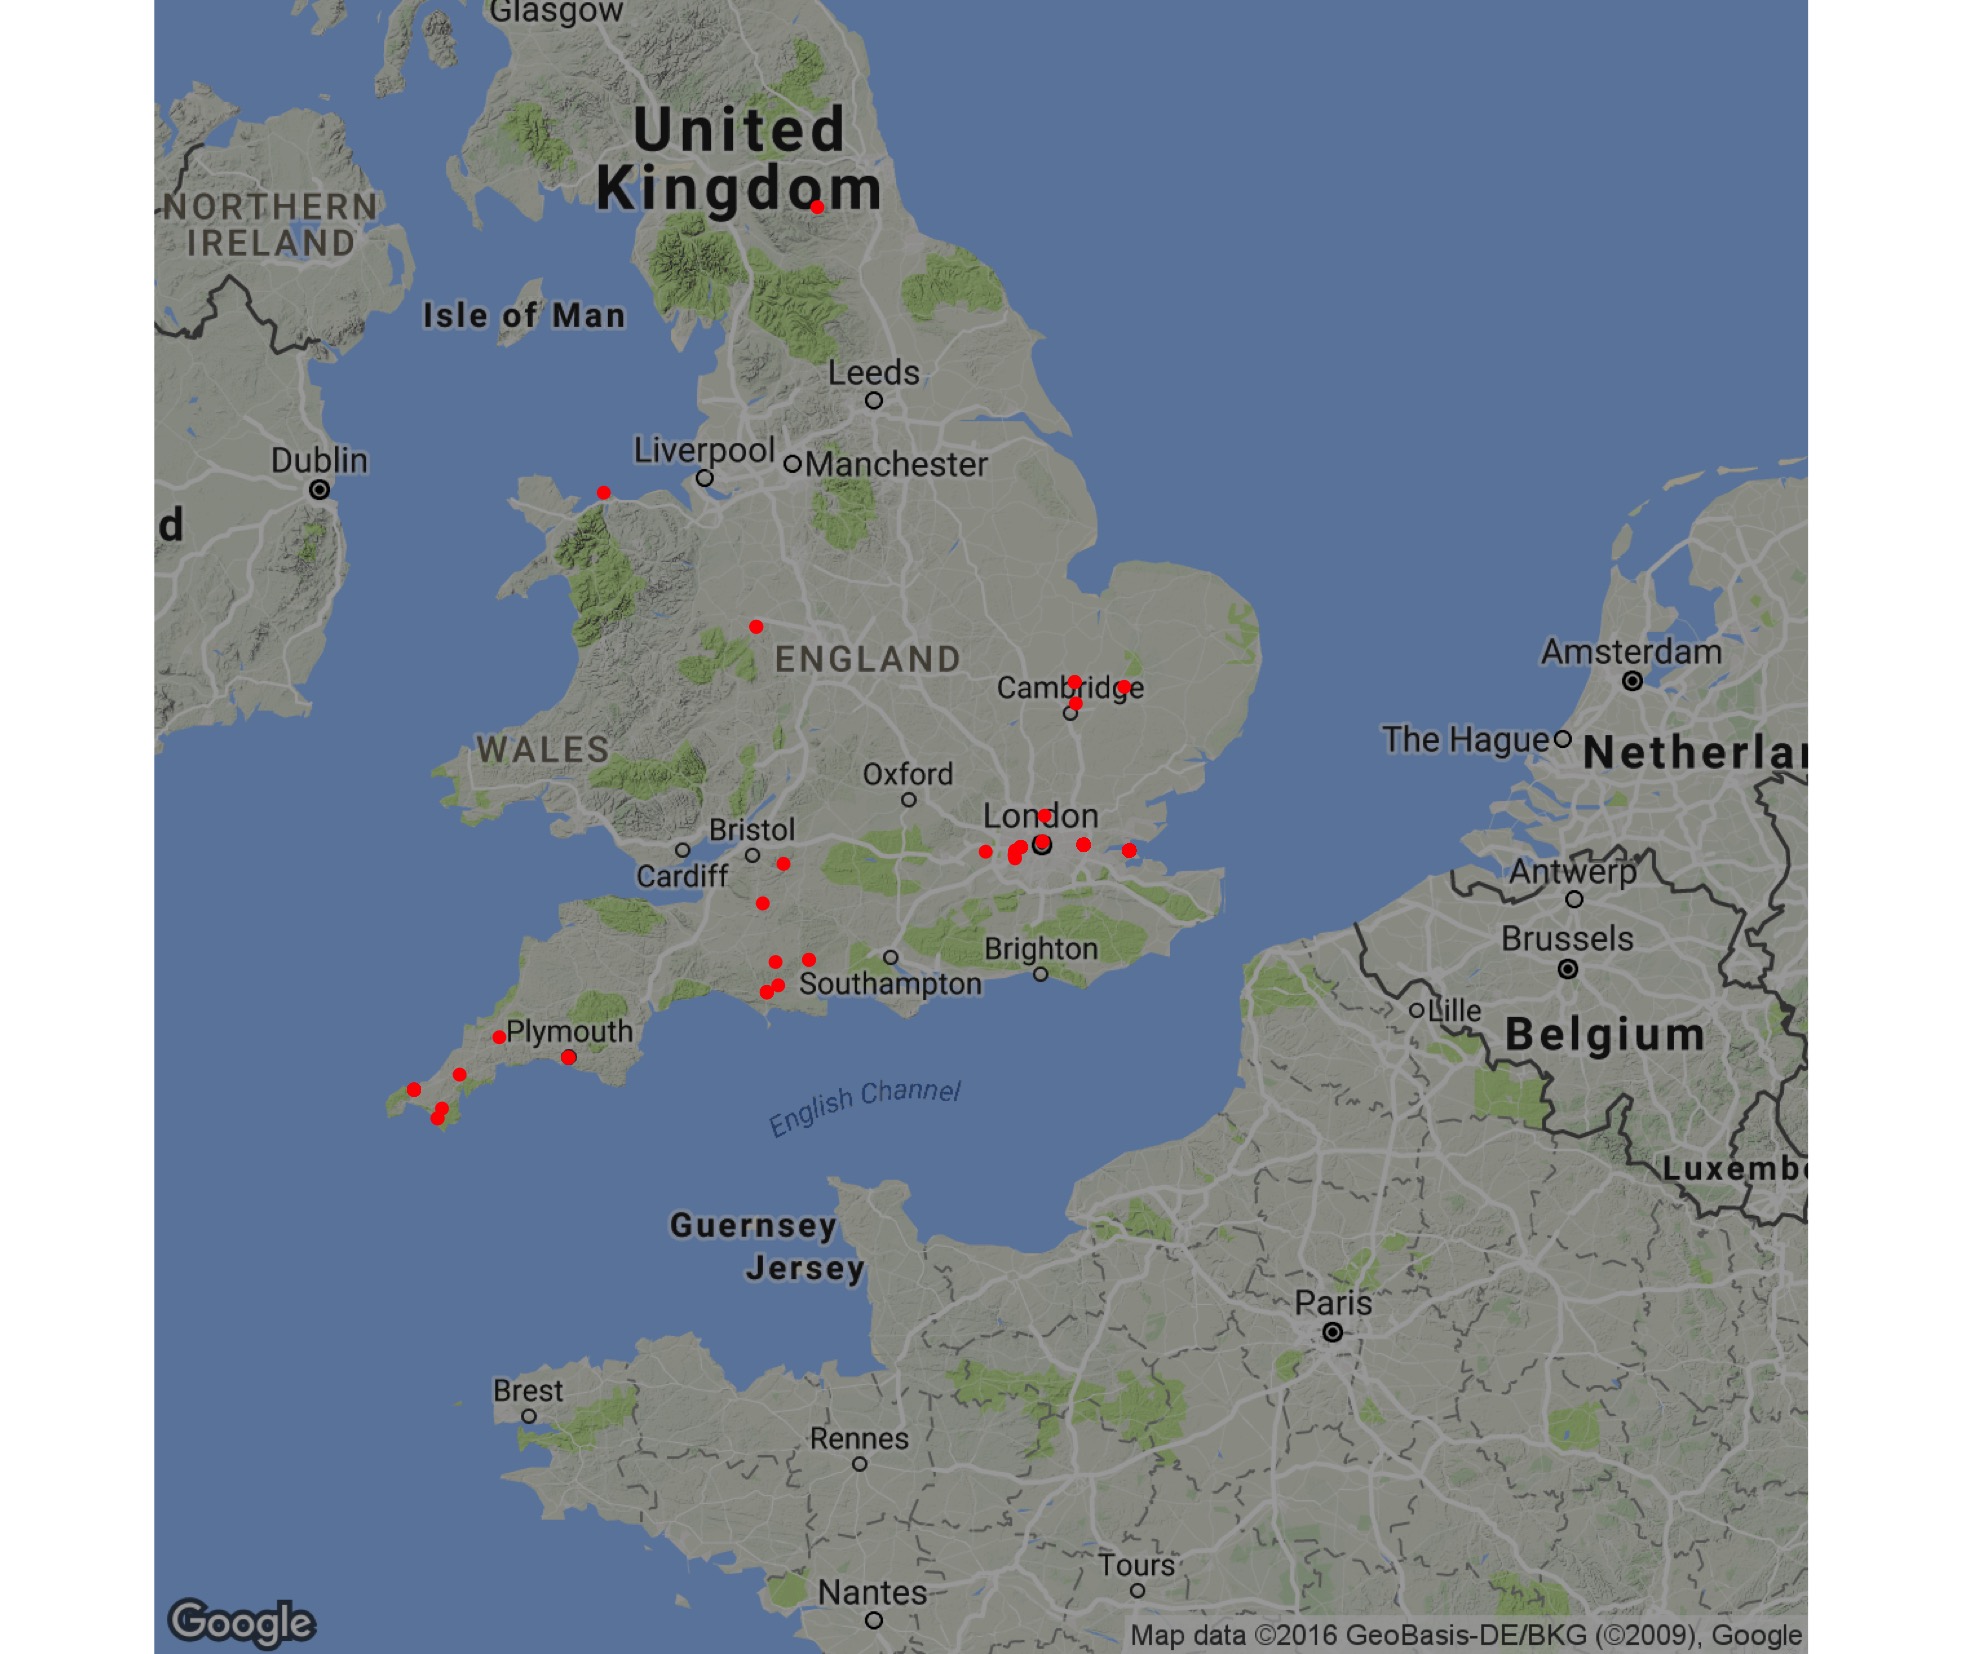 Glasgow
United
Kingdom
NORTHERN
IRELAND
Isle of Man
Leeds
Liverpool
Manchester
Dublin
d
ENGLAND
Amsterdam
Cambridge
The Hague
Netherlar
WALES
Oxford
London
Bristol
Cardiff
Antwerp
Brussels
Brighton
Southampton
Lille
Belgium
Plymouth
English Channel
Luxembo
Guernsey
Jersey
Paris
Brest
Rennes
Tours
Nantes
Google
Map data ©2016 GeoBasis-DE/BKG (©2009), Google